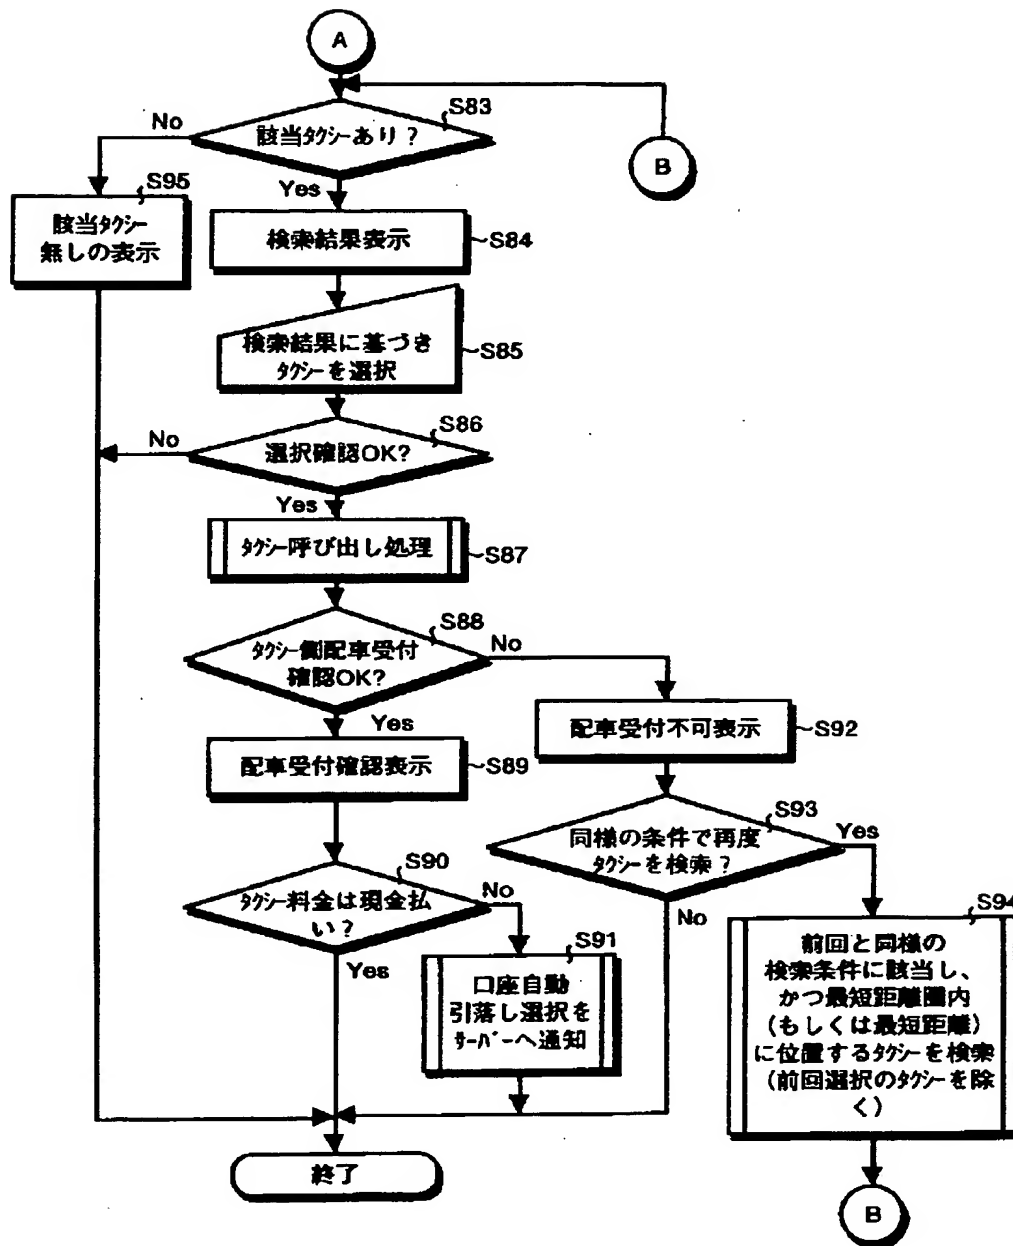 A
S83
No
該当ﾀｸｼｰあり？
B
S95
Yes
該当ﾀｸｼｰ
無しの表示
検索結果表示
S84
検索結果に基づき
ﾀｸｼｰを選択
S85
S86
No
選択確認OK?
Yes
ﾀｸｼｰ呼び出し処理
S87
S88
No
ﾀｸｼｰ側配車受付
確認OK?
Yes
配車受付不可表示
S92
配車受付確認表示
S89
S93
Yes
同様の条件で再度
ﾀｸｼｰを検索？
S90
No
No
S94
ﾀｸｼｰ料金は現金払
い？
Yes
S91
口座自動
引落し選択を
ｻｰﾊﾞｰへ通知
前回と同様の
検索条件に該当し、
かつ最短距離圏内
（もしくは最短距離）
に位置するﾀｸｼｰを検索
（前回選択のﾀｸｼｰを除
く）
終了
B